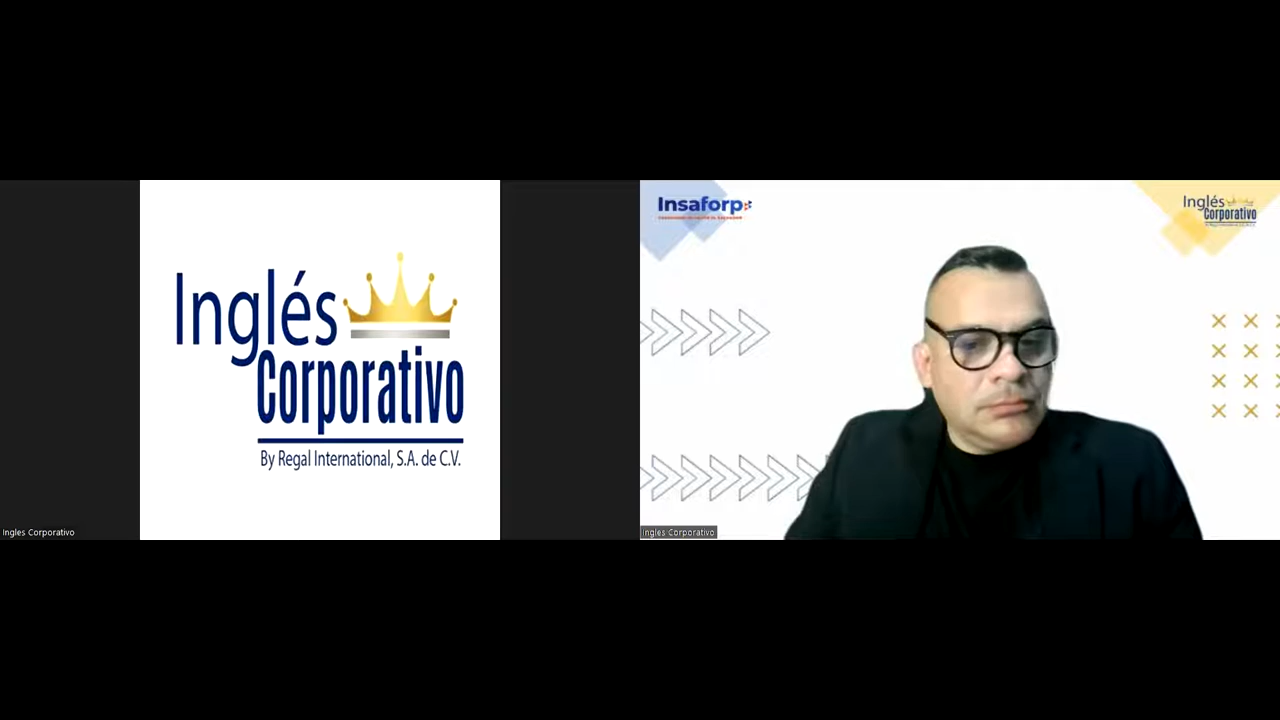 Inglés
Corporativo
By Regal International, S.A. de C.V.
Ingles Corporativo
Insaforp
Inglés
Corporativo
Ingles Corporativo